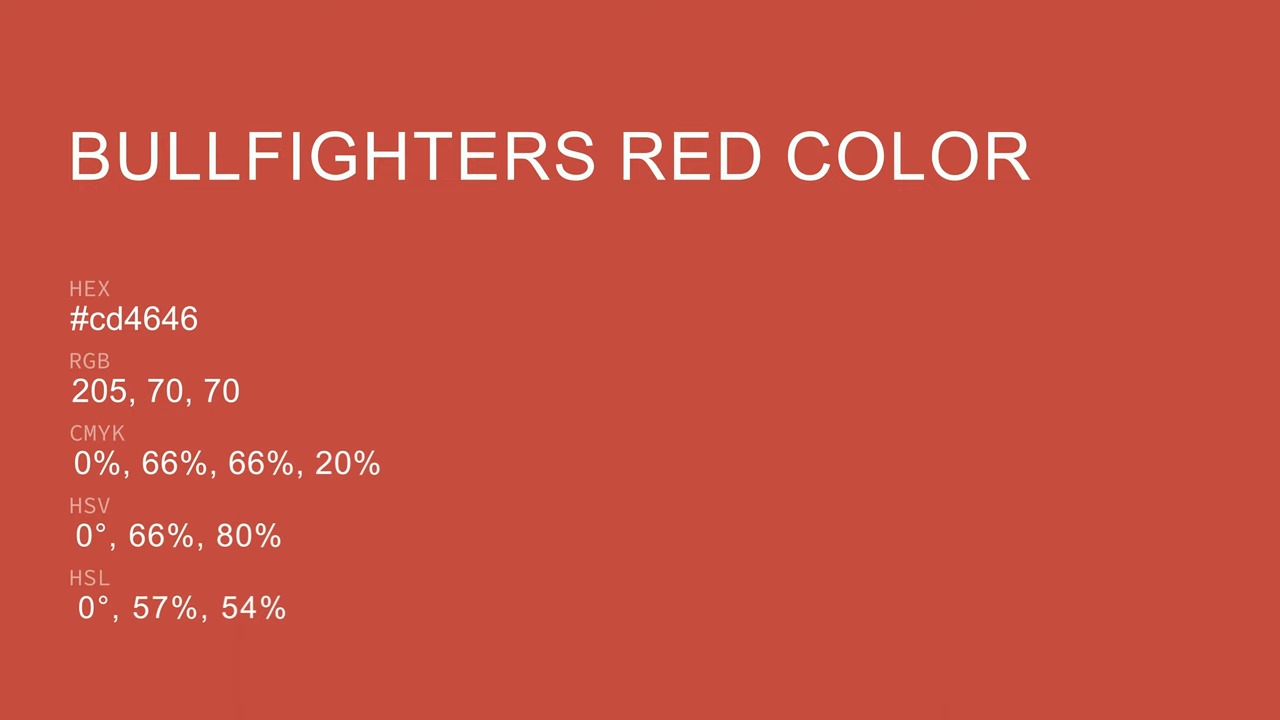 BULLFIGHTERS RED COLOR
HEX
#cd4646
RGB
205, 70, 70
CMYK
0%, 66%, 66%, 20%
HSV
0°, 66%, 80%
HSL
0°, 57%, 54%